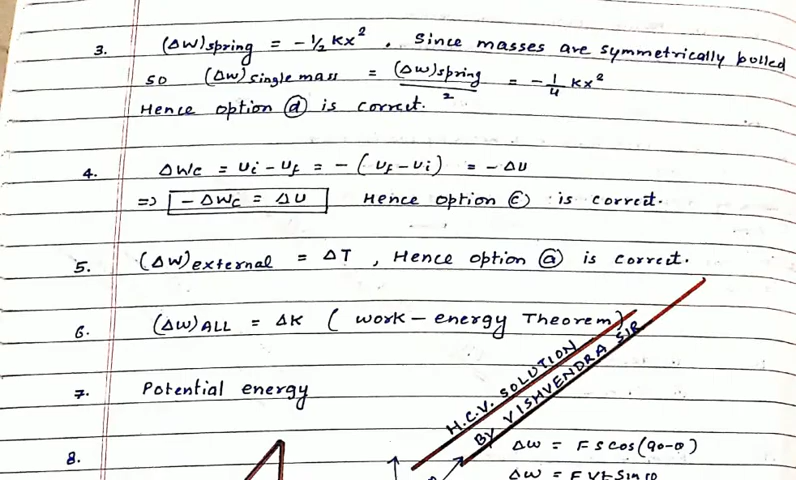 3. (ΔW)spring = -1/2 Kx². Since masses are symmetrically pulled
so (ΔW) single mass = (ΔW)spring / 2 = - 1/4 Kx²
Hence option ⓓ is correct.
4. ΔWc = Ui - Uf = - (Uf - Ui) = - ΔU
=> - ΔWc = ΔU Hence option ⓒ is correct.
5. (ΔW)external = ΔT, Hence option ⓐ is correct.
6. (ΔW)ALL = ΔK ( work - energy Theorem)
7. Potential energy
H.C.V. SOLUTION
BY VISHVENDRA SIR
8. ΔW = F S cos(90-θ)
ΔW = F Vt Sin